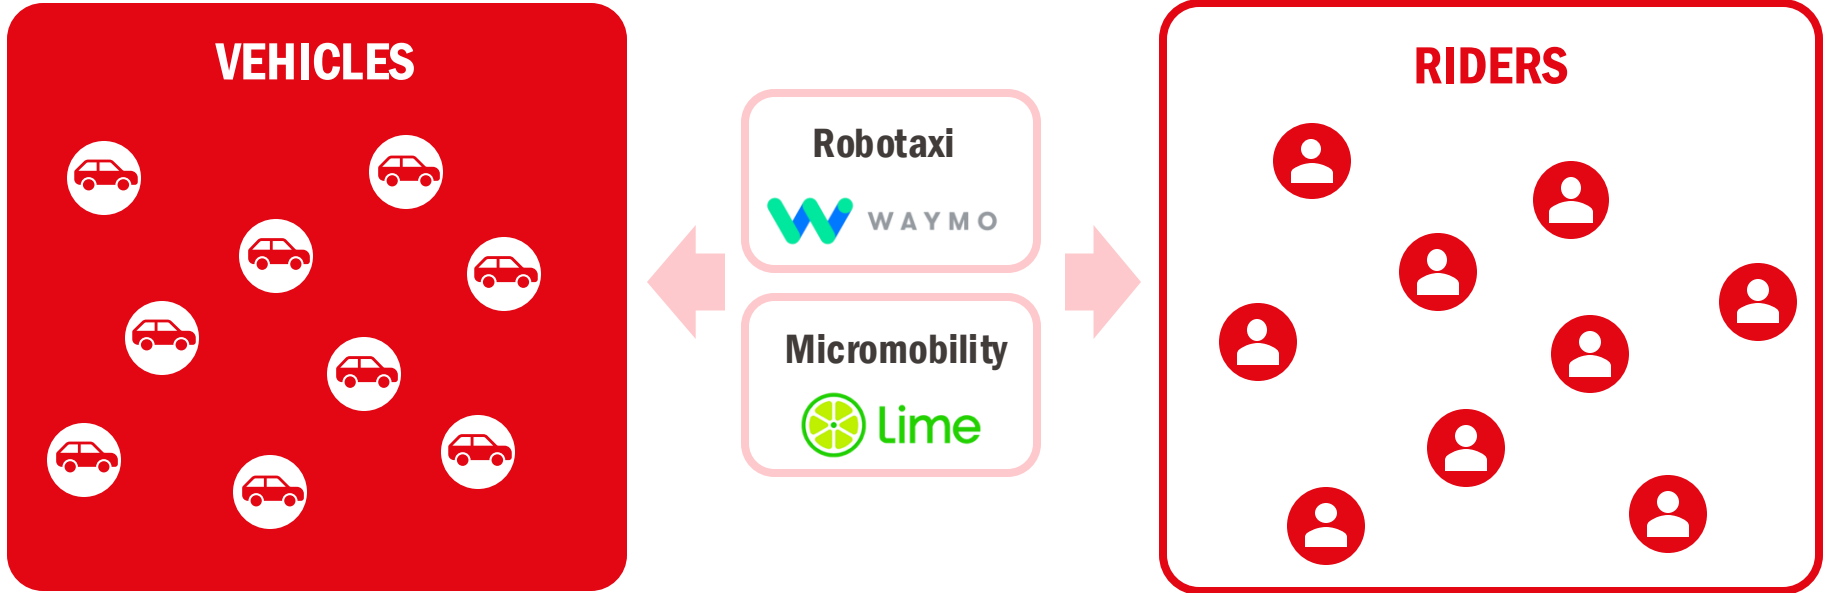 VEHICLES
Robotaxi
WAYMO
Micromobility
Lime
RIDERS